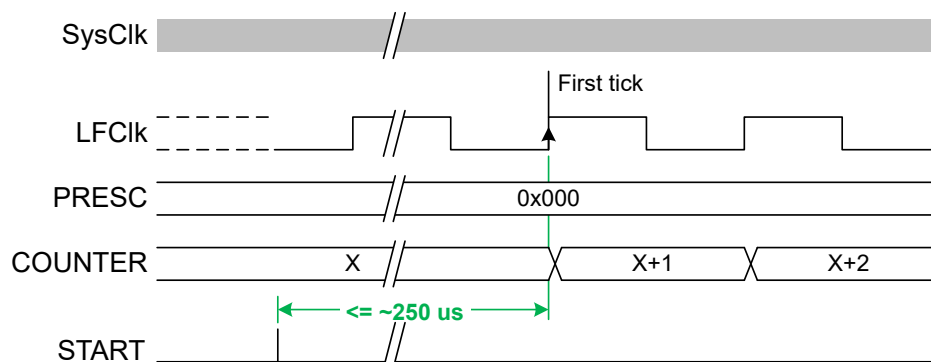 SysClk
First tick
LFClk
PRESC
0x000
COUNTER
X
X+1
X+2
<= ~250 us
START